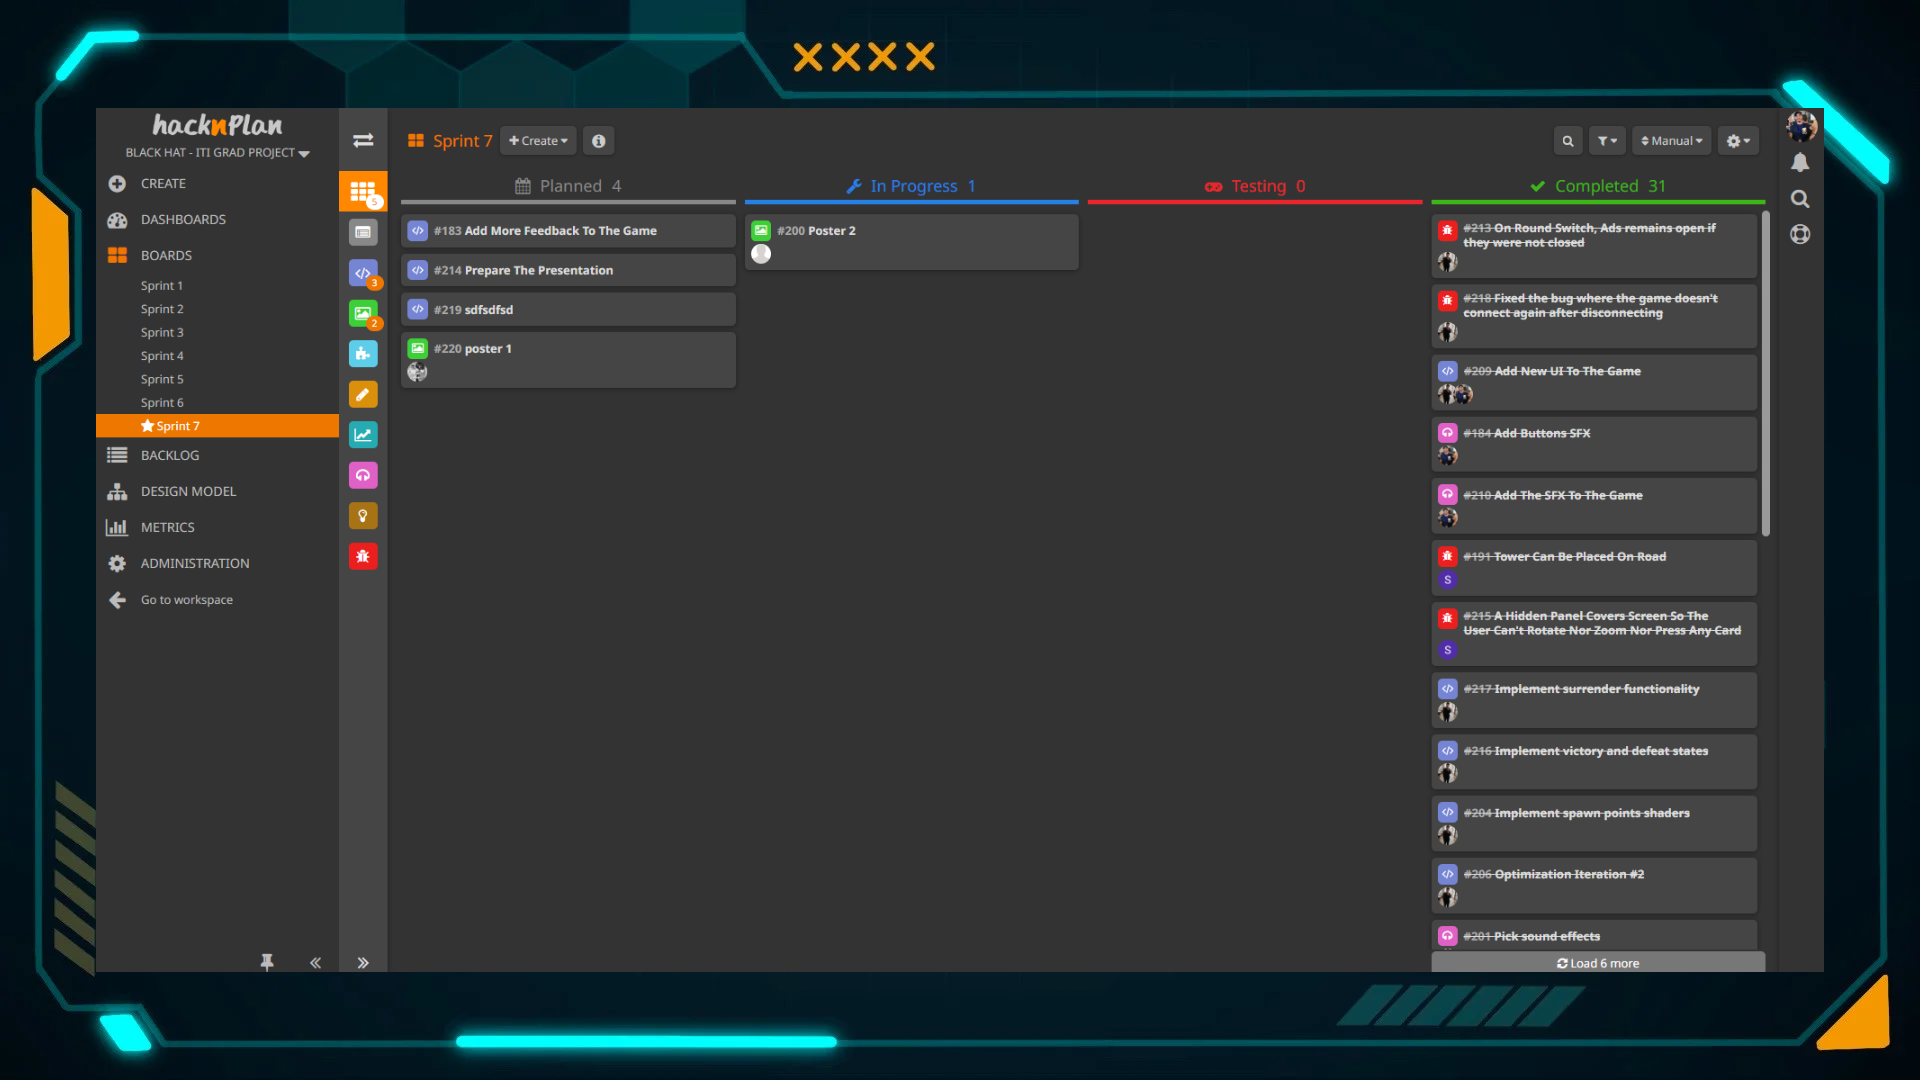 XXXX
hacknPlan
BLACK HAT - ITI GRAD PROJECT
CREATE
DASHBOARDS
BOARDS
Sprint 1
Sprint 2
Sprint 3
Sprint 4
Sprint 5
Sprint 6
Sprint 7
BACKLOG
DESIGN MODEL
METRICS
ADMINISTRATION
Go to workspace
5
3
2
Sprint 7
+ Create
Manual
Planned 4
#183 Add More Feedback To The Game
#214 Prepare The Presentation
#219 sdfsdfsd
#220 poster 1
In Progress 1
#200 Poster 2
Testing 0
Completed 31
#213 On Round Switch, Ads remains open if
they were not closed
#218 Fixed the bug where the game doesn't
connect again after disconnecting
#209 Add New UI To The Game
#184 Add Buttons SFX
#210 Add The SFX To The Game
#191 Tower Can Be Placed On Road
S
#215 A Hidden Panel Covers Screen So The
User Can't Rotate Nor Zoom Nor Press Any Card
S
#217 Implement surrender functionality
#216 Implement victory and defeat states
#204 Implement spawn points shaders
#206 Optimization Iteration #2
#201 Pick sound effects
Load 6 more